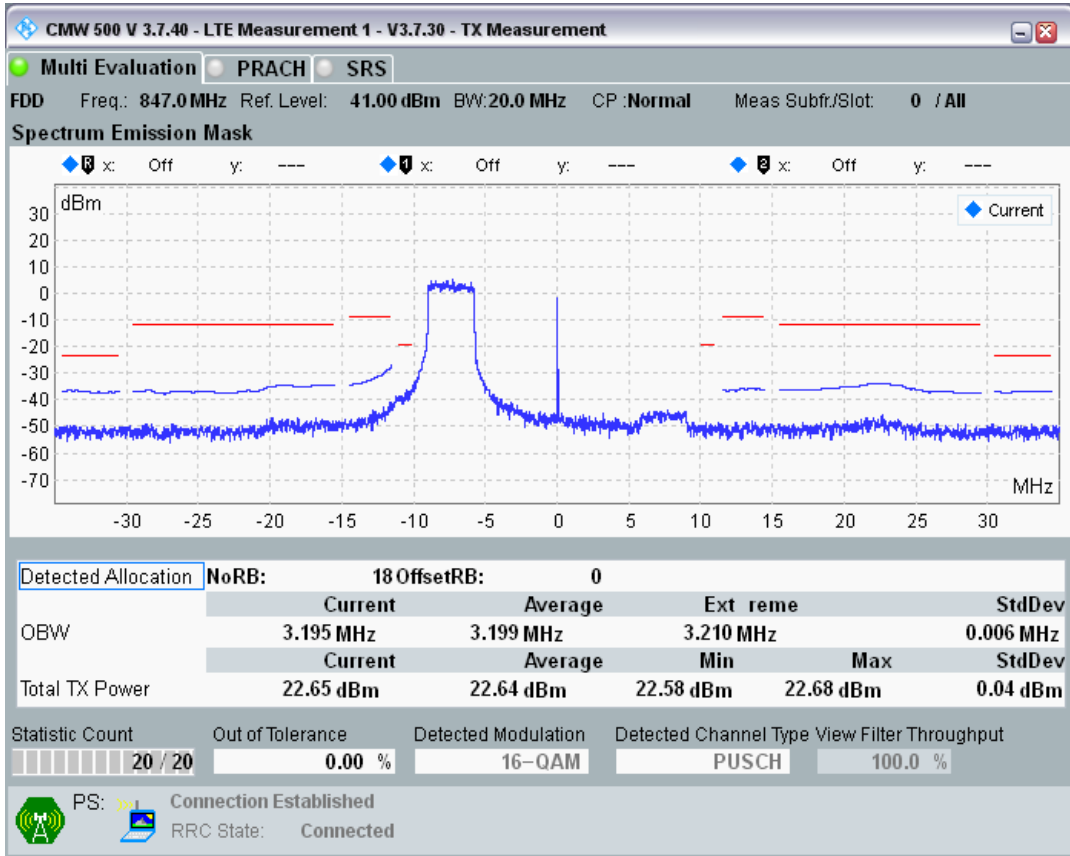 CMW 500 V 3.7.40 - LTE Measurement 1 - V3.7.30 - TX Measurement
Multi Evaluation PRACH SRS
FDD Freq.: 847.0 MHz Ref. Level: 41.00 dBm BW:20.0 MHz CP :Normal Meas Subfr./Slot: 0 / All
Spectrum Emission Mask
R x: Off y: --- 1 x: Off y: --- 2 x: Off y: ---
dBm
Current
30
20
10
0
-10
-20
-30
-40
-50
-60
-70
MHz
-30 -25 -20 -15 -10 -5 0 5 10 15 20 25 30
Detected Allocation NoRB: 18 OffsetRB: 0
Current Average Ext reme StdDev
OBW 3.195 MHz 3.199 MHz 3.210 MHz 0.006 MHz
Current Average Min Max StdDev
Total TX Power 22.65 dBm 22.64 dBm 22.58 dBm 22.68 dBm 0.04 dBm
Statistic Count Out of Tolerance Detected Modulation Detected Channel Type View Filter Throughput
20 / 20 0.00 % 16-QAM PUSCH 100.0 %
PS: Connection Established
RRC State: Connected